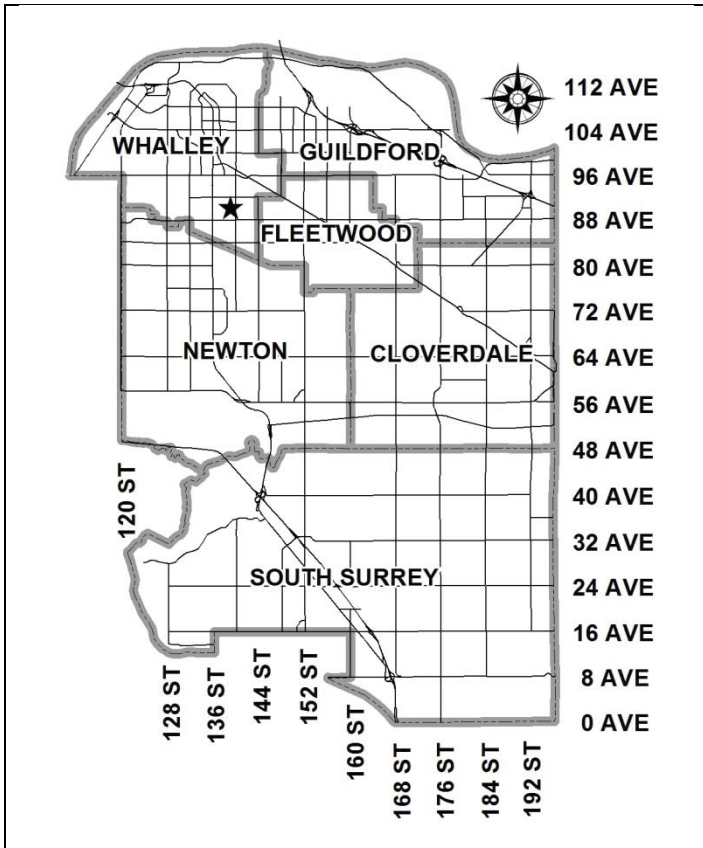 112 AVE
104 AVE
WHALLEY
GUILDFORD
96 AVE
88 AVE
FLEETWOOD
80 AVE
72 AVE
NEWTON
CLOVERDALE
64 AVE
56 AVE
48 AVE
120 ST
40 AVE
32 AVE
SOUTH SURREY
24 AVE
16 AVE
128 ST
136 ST
144 ST
152 ST
160 ST
168 ST
176 ST
184 ST
192 ST
8 AVE
0 AVE